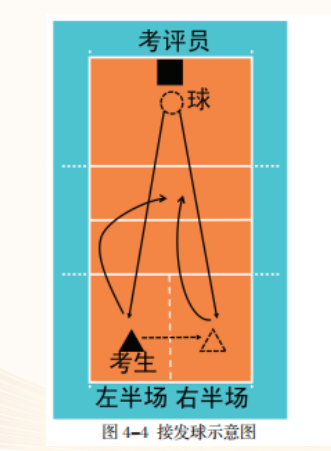 考评员
球
考生
左半场 右半场
图 4-4 接发球示意图